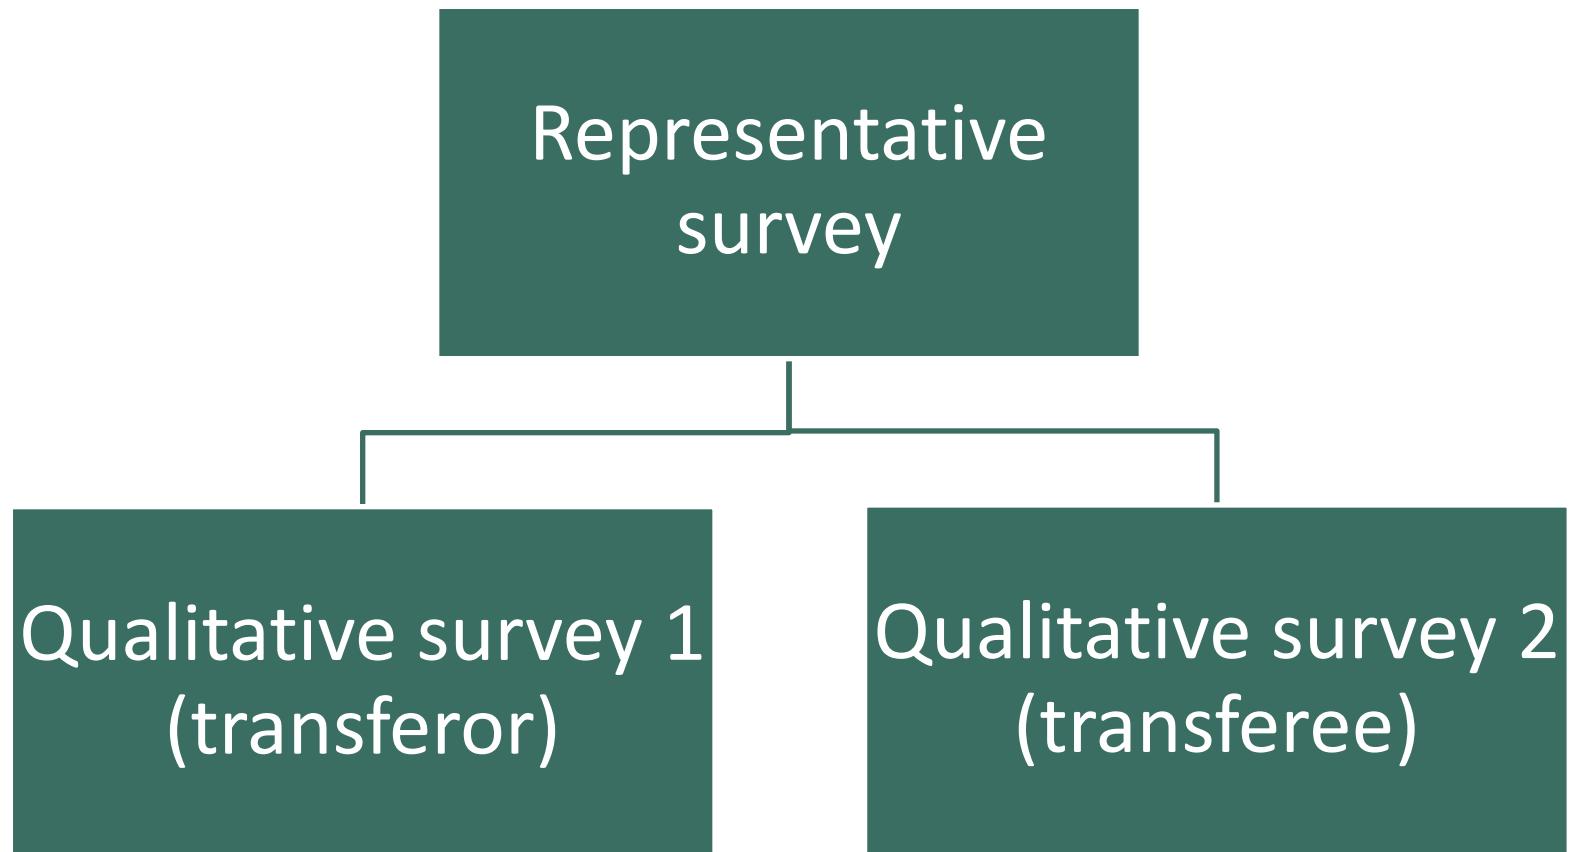 Representative
survey
Qualitative survey 1
(transferor)
Qualitative survey 2
(transferee)